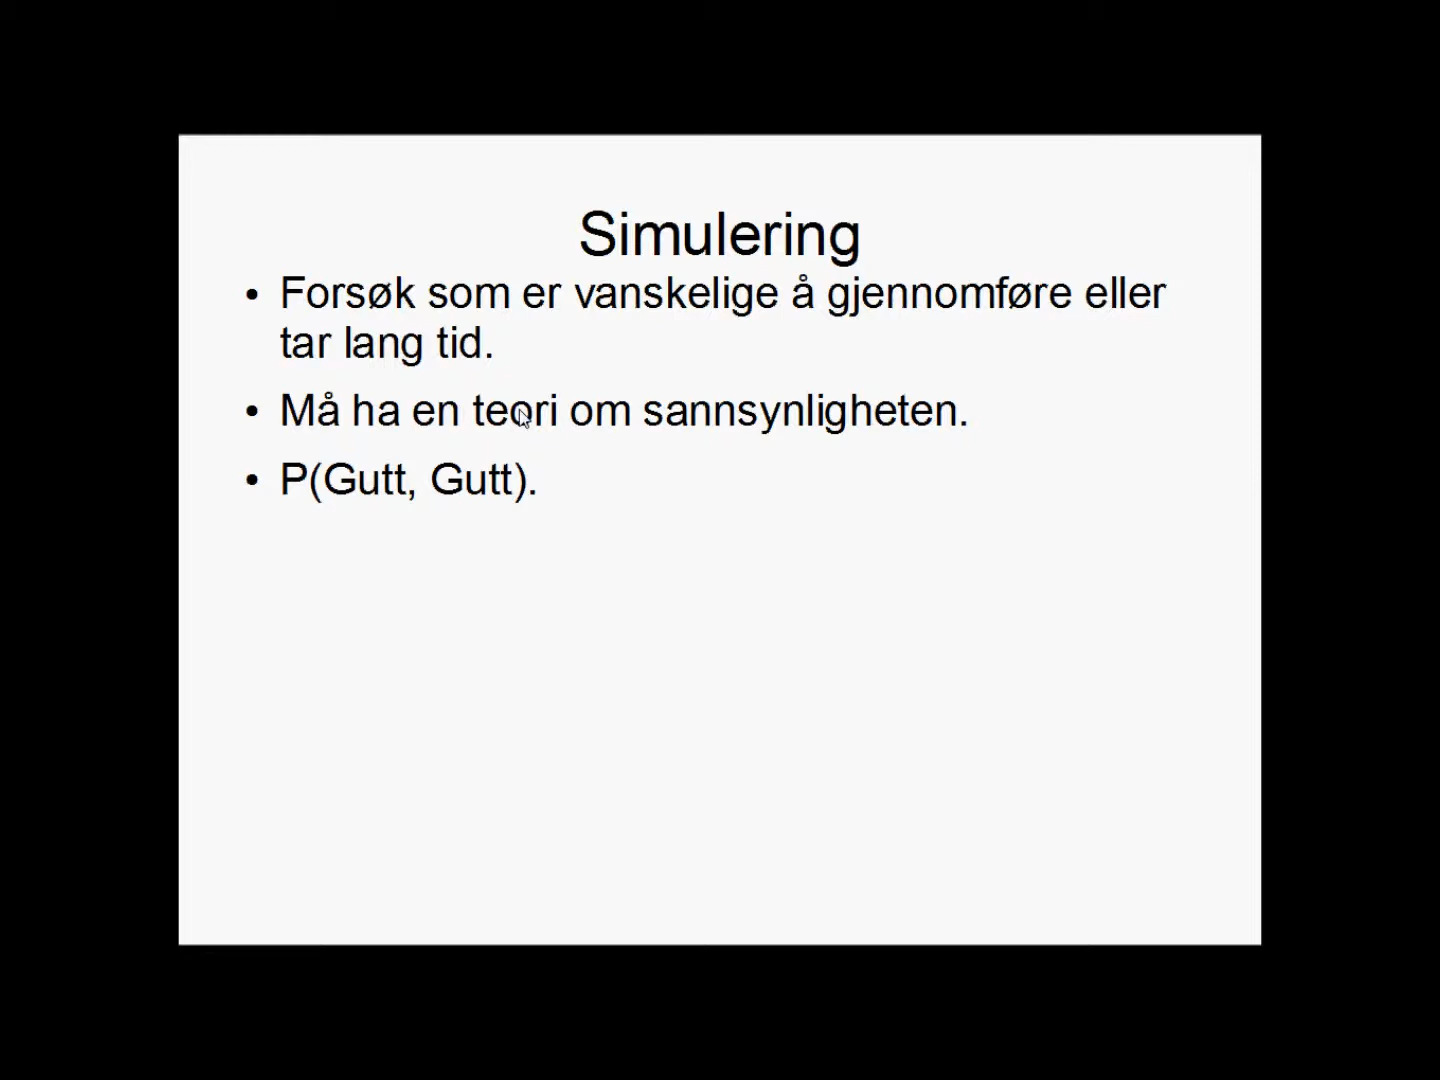 Simulering
• Forsøk som er vanskelige å gjennomføre eller
tar lang tid.
• Må ha en teori om sannsynligheten.
• P(Gutt, Gutt).